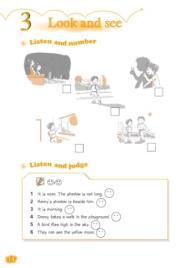 3 Look and see
Listen and number
Listen and judge
1 It is noon. The shadow is not long.
2 Henry's shadow is beside him.
3 It is morning.
4 Danny takes a walk in the playground.
5 A bird flies high in the sky.
6 They can see the yellow moon.